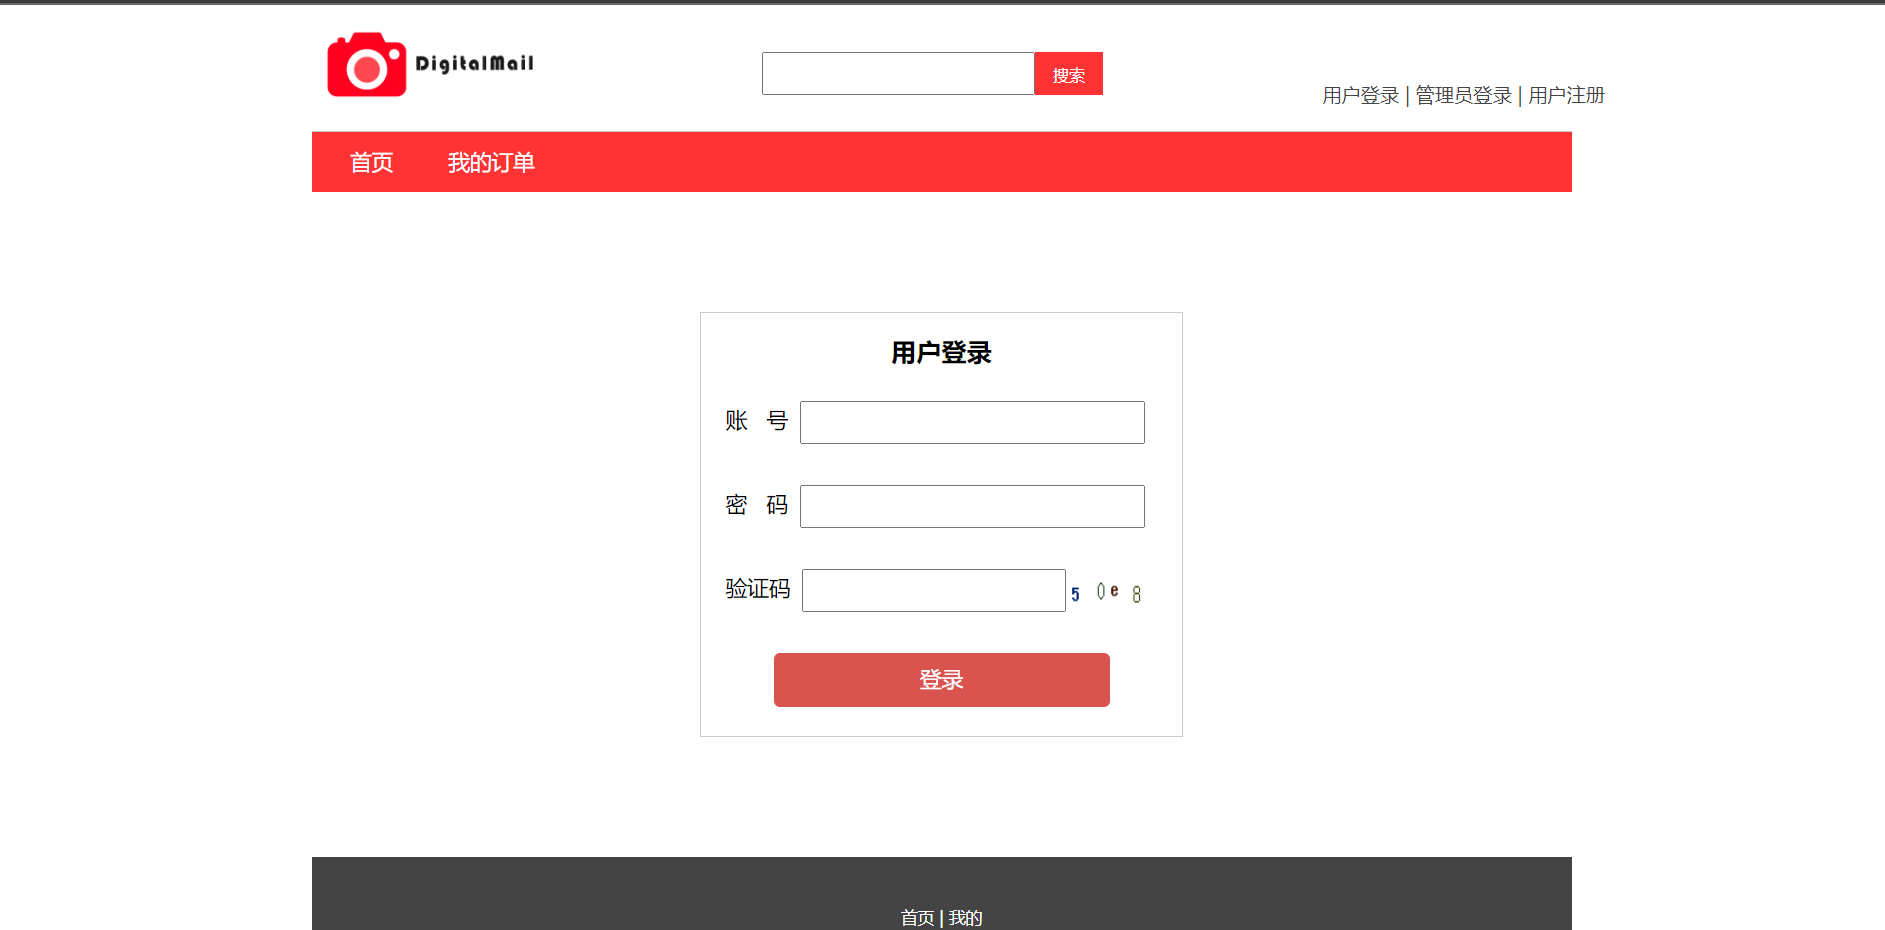 DigitalMail
搜索
用户登录 | 管理员登录 | 用户注册
首页 我的订单
用户登录
账 号
密 码
验证码 5 0 e 8
登录
首页 | 我的